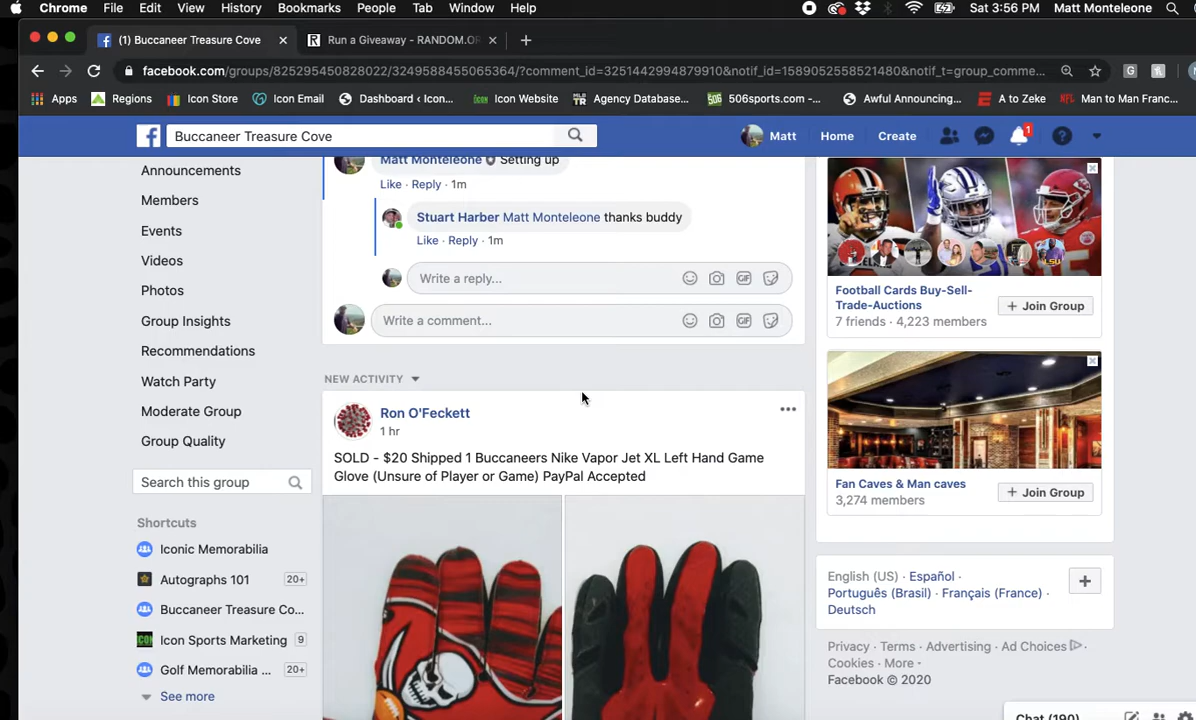 Chrome File Edit View History Bookmarks People Tab Window Help Sat 3:56 PM Matt Monteleone
(1) Buccaneer Treasure Cove Run a Giveaway - RANDOM.OR
facebook.com/groups/825295450828022/3249588455065364/?comment_id=3251442994879910&notif_id=1589052558521480&notif_t=group_comme...
Apps Regions Icon Store Icon Email Dashboard ‹ Icon... Icon Website Agency Database... 506sports.com -... Awful Announcing... A to Zeke Man to Man Franc...
Buccaneer Treasure Cove Matt Home Create 1
Announcements
Members
Events
Videos
Photos
Group Insights
Recommendations
Watch Party
Moderate Group
Group Quality
Search this group
Shortcuts
Iconic Memorabilia
Autographs 101 20+
Buccaneer Treasure Co...
Icon Sports Marketing 9
Golf Memorabilia ... 20+
See more
Matt Monteleone Setting up
Like · Reply · 1m
Stuart Harber Matt Monteleone thanks buddy
Like · Reply · 1m
Write a reply...
Write a comment...
NEW ACTIVITY
Ron O'Feckett
1 hr
SOLD - $20 Shipped 1 Buccaneers Nike Vapor Jet XL Left Hand Game
Glove (Unsure of Player or Game) PayPal Accepted
Football Cards Buy-Sell-
Trade-Auctions
7 friends · 4,223 members
+ Join Group
Fan Caves & Man caves
3,274 members
+ Join Group
English (US) · Español ·
Português (Brasil) · Français (France) ·
Deutsch
Privacy · Terms · Advertising · Ad Choices ·
Cookies · More ·
Facebook © 2020
Chat (190)